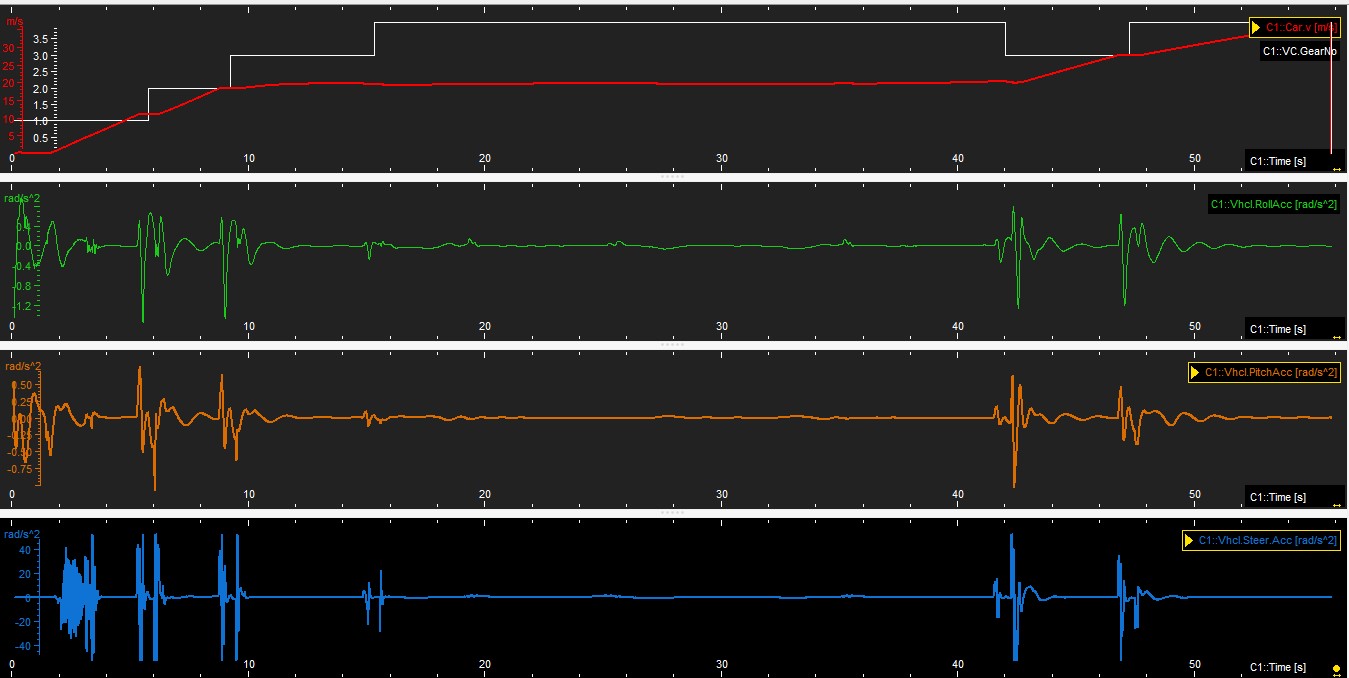 m/s
C1::Car.v [m/s]
C1::VC.GearNo
3.5
30
3.0
25
2.5
20
2.0
15
1.5
10
1.0
5
0.5
0 10 20 30 40 50
C1::Time [s]
rad/s^2
C1::Vhcl.RollAcc [rad/s^2]
0.4
0.0
-0.4
-0.8
-1.2
0 10 20 30 40 50
C1::Time [s]
rad/s^2
C1::Vhcl.PitchAcc [rad/s^2]
0.50
0.25
0.00
-0.25
-0.50
-0.75
0 10 20 30 40 50
C1::Time [s]
rad/s^2
C1::Vhcl.Steer.Acc [rad/s^2]
40
20
0
-20
-40
0 10 20 30 40 50
C1::Time [s]